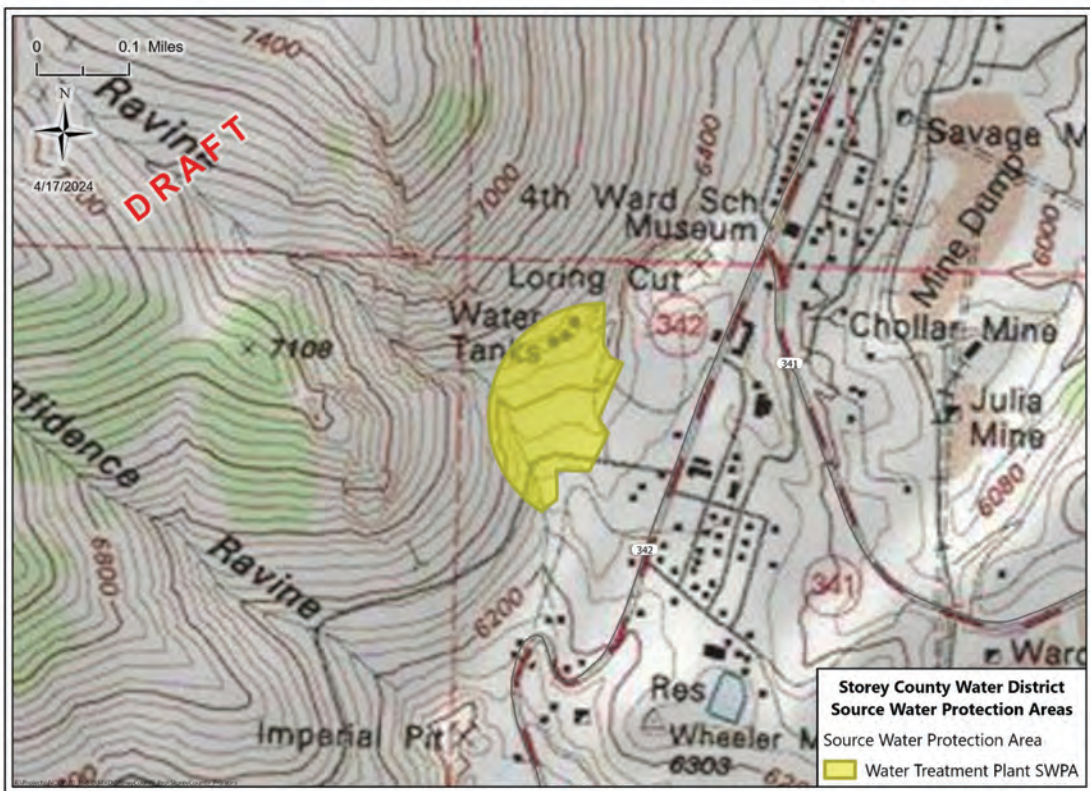 0 0.1 Miles
N
4/17/2024
DRAFT
7400
Ravine
7000
6400
4th Ward Sch
Museum
Savage M
Mine Dump
6000
Loring Cut
Water
Tanks
342
Chollar Mine
341
7108
Julia
Mine
6080
nfidence
Ravine
6800
342
341
6200
Ward
Res
Imperial Pit
Wheeler M
6303
Storey County Water District
Source Water Protection Areas
Source Water Protection Area
Water Treatment Plant SWPA